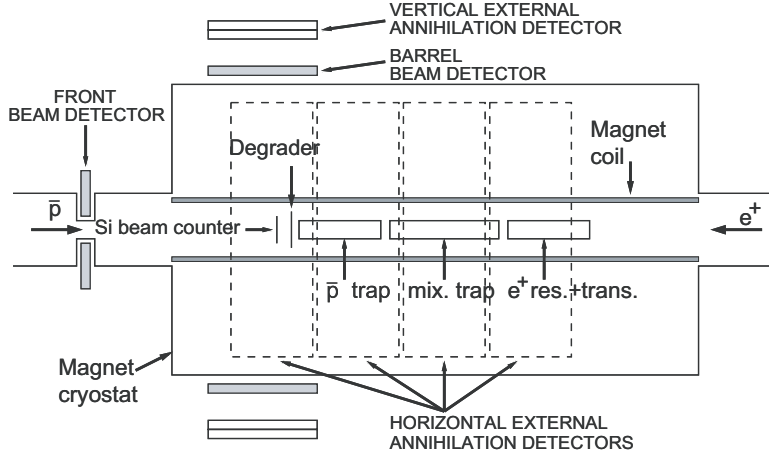 VERTICAL EXTERNAL
ANNIHILATION DETECTOR
BARREL
BEAM DETECTOR
FRONT
BEAM DETECTOR
Magnet
coil
Degrader
p̅
Si beam counter
e⁺
p̅ trap
mix. trap
e⁺ res.+trans.
Magnet
cryostat
HORIZONTAL EXTERNAL
ANNIHILATION DETECTORS